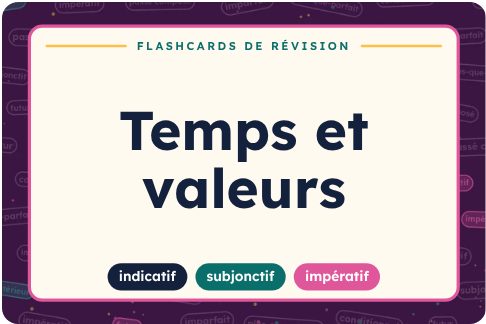 FLASHCARDS DE RÉVISION
Temps et
valeurs
indicatif subjonctif impératif